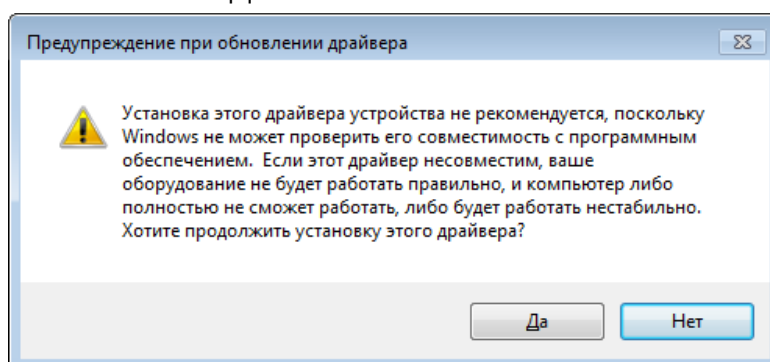 Предупреждение при обновлении драйвера
Установка этого драйвера устройства не рекомендуется, поскольку
Windows не может проверить его совместимость с программным
обеспечением. Если этот драйвер несовместим, ваше
оборудование не будет работать правильно, и компьютер либо
полностью не сможет работать, либо будет работать нестабильно.
Хотите продолжить установку этого драйвера?
Да Нет